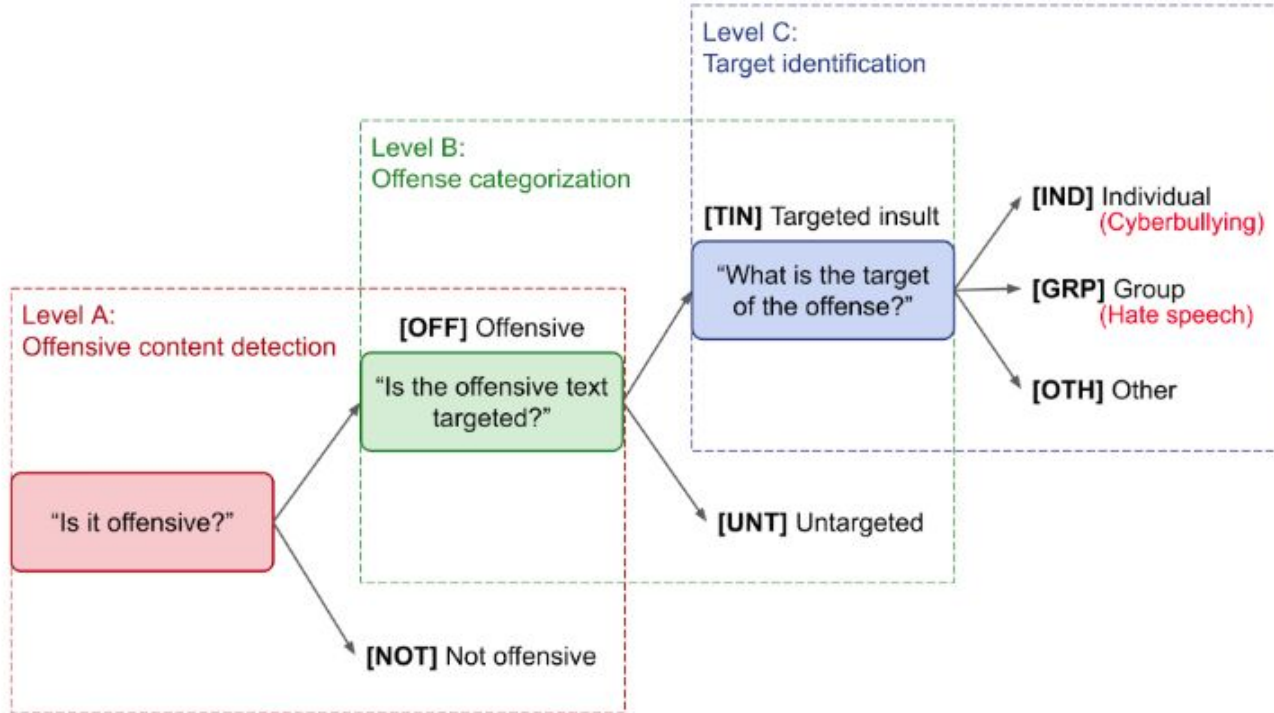 Level C:
Target identification
Level B:
Offense categorization
[TIN] Targeted insult
[IND] Individual
(Cyberbullying)
“What is the target
of the offense?”
[GRP] Group
(Hate speech)
Level A:
Offensive content detection
[OFF] Offensive
“Is the offensive text
targeted?”
[OTH] Other
“Is it offensive?”
[UNT] Untargeted
[NOT] Not offensive